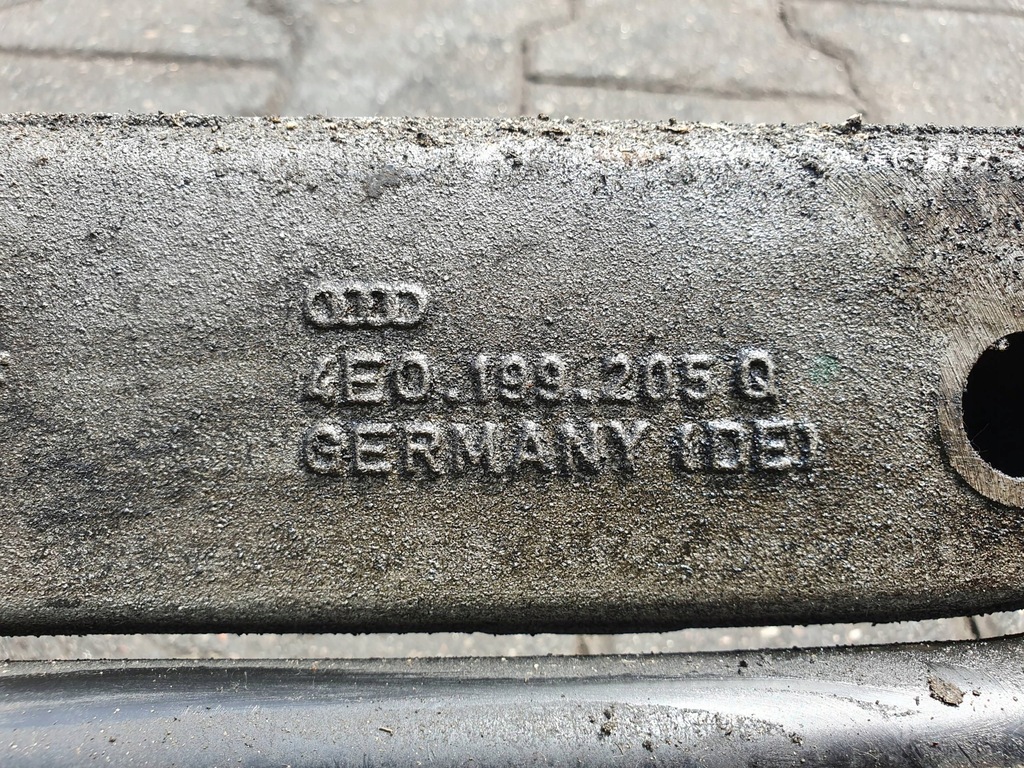 4E0.199.205 Q
GERMANY (DE)